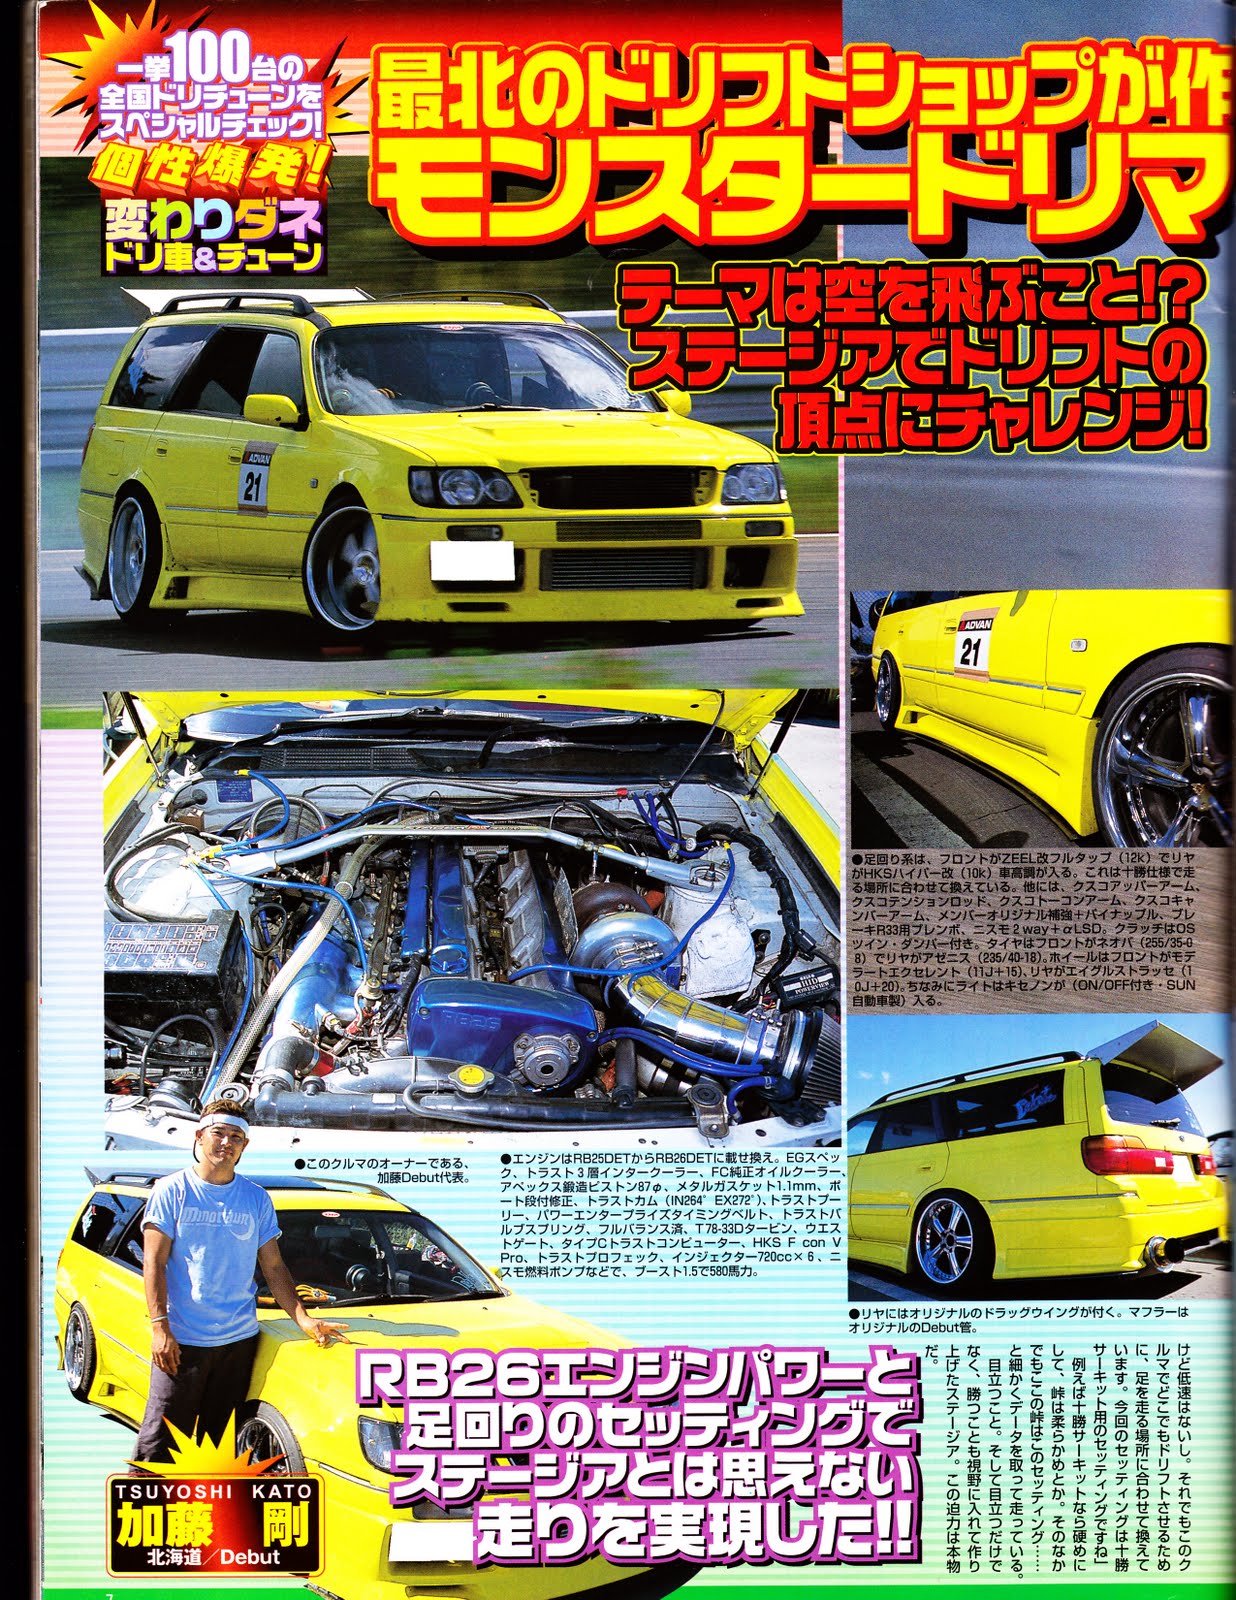 一挙100台の
全国ドリチューンを
スペシャルチェック!
個性爆発!
変わりダネ
ドリ車&チューン
最北のドリフトショップが作
モンスタードリマ
テーマは空を飛ぶこと!?
ステージアでドリフトの
頂点にチャレンジ!
ADVAN
21
ADVAN
21
●足回り系は、フロントがZEEL改フルタップ（12k）でリヤ
がHKSハイパー改（10k）車高調が入る。これは十勝仕様で走
る場所に合わせて換えている。他には、クスコアッパーアーム、
クスコテンションロッド、クスコトーコンアーム、クスコキャ
ンバーアーム、メンバーオリジナル補強+パイナップル、ブレ
ーキR33用ブレンボ、ニスモ2way+αLSD。クラッチはOS
ツイン・ダンパー付き。タイヤはフロントがネオバ（255/35-0
8）でリヤがアゼニス（235/40-18）。ホイールはフロントがモデ
ラートエクセレント（11J+15）、リヤがエイグルストラッセ（1
0J+20）。ちなみにライトはキセノンが（ON/OFF付き・SUN
自動車製）入る。
RB26
●このクルマのオーナーである、
加藤Debut代表。
●エンジンはRB25DETからRB26DETに載せ換え。EGスペッ
ク、トラスト3層インタークーラー、FC純正オイルクーラー、
アペックス鍛造ピストン87φ、メタルガスケット1.1mm、ポ
ート段付修正、トラストカム（IN264°EX272°）、トラストプー
リー、パワーエンタープライズタイミングベルト、トラストバ
ルブスプリング、フルバランス済、T78-33Dタービン、ウエス
トゲート、タイプCトラストコンピューター、HKS F con V
Pro、トラストプロフェック、インジェクター720cc×6、ニ
スモ燃料ポンプなどで、ブースト1.5で580馬力。
Debut
●リヤにはオリジナルのドラッグウイングが付く。マフラーは
オリジナルのDebut管。
けど低速はないし。それでもこのク
ルマでどこでもドリフトさせるため
に、足を走る場所に合わせて換えて
います。今回のセッティングは十勝
サーキット用のセッティングですね」
例えば十勝サーキットなら硬めに
して、峠は柔らかめとか。そのなか
でもここの峠はこのセッティング……
と細かくデータを取って走っている。
目立つこと。そして目立つだけで
なく、勝つことも視野に入れて作り
上げたステージア。この迫力は本物
だ。
RB26エンジンパワーと
足回りのセッティングで
ステージアとは思えない
走りを実現した!!
TSUYOSHI KATO
加藤 剛
北海道/Debut
7